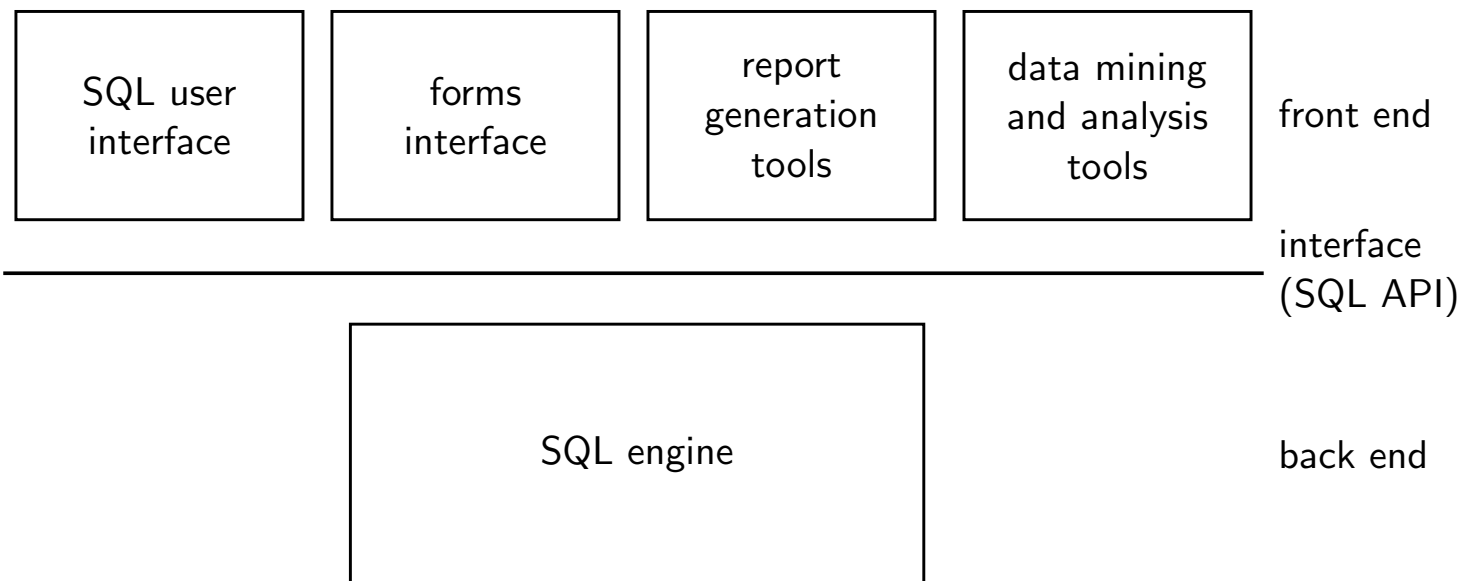 SQL user
interface
forms
interface
report
generation
tools
data mining
and analysis
tools
front end
interface
(SQL API)
SQL engine
back end